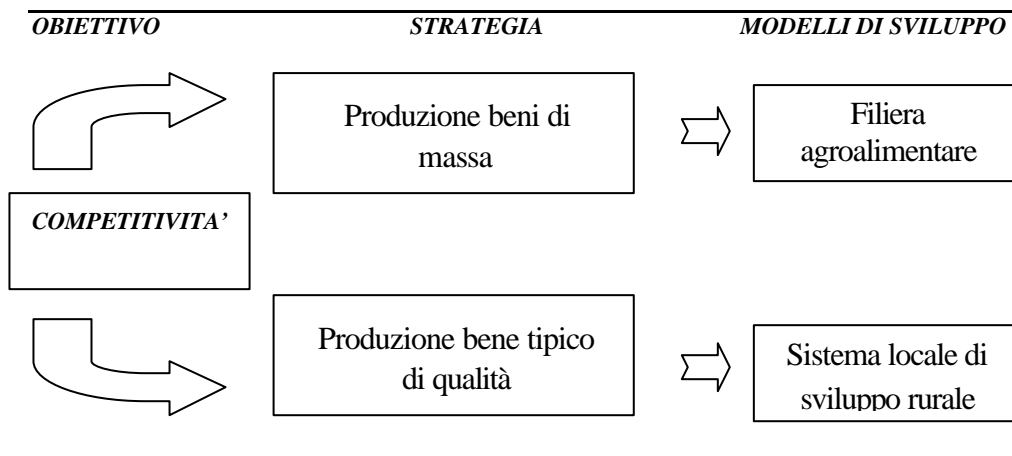 OBIETTIVO STRATEGIA MODELLI DI SVILUPPO
Produzione beni di
massa
Filiera
agroalimentare
COMPETITIVITA’
Produzione bene tipico
di qualità
Sistema locale di
sviluppo rurale